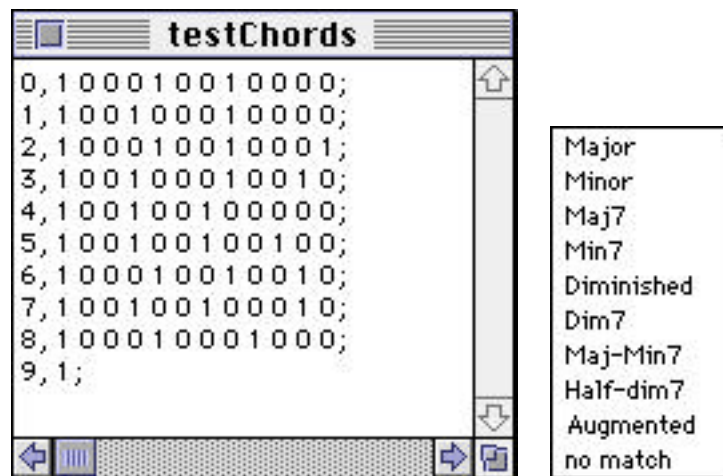 testChords
0,1 0 0 0 1 0 0 1 0 0 0 0;
1,1 0 0 1 0 0 0 1 0 0 0 0;
2,1 0 0 0 1 0 0 1 0 0 0 1;
3,1 0 0 1 0 0 0 1 0 0 1 0;
4,1 0 0 1 0 0 1 0 0 0 0 0;
5,1 0 0 1 0 0 1 0 0 1 0 0;
6,1 0 0 0 1 0 0 1 0 0 1 0;
7,1 0 0 1 0 0 1 0 0 0 1 0;
8,1 0 0 0 1 0 0 0 1 0 0 0;
9,1;
Major
Minor
Maj7
Min7
Diminished
Dim7
Maj-Min7
Half-dim7
Augmented
no match